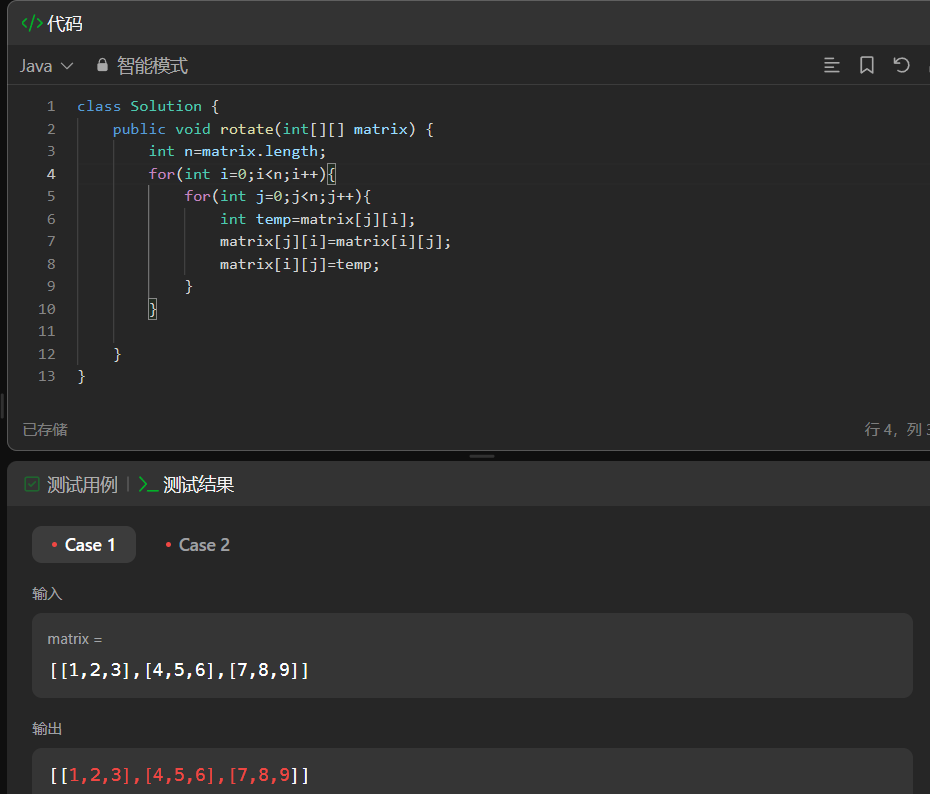 </> 代码
Java 智能模式
1 class Solution {
2     public void rotate(int[][] matrix) {
3         int n=matrix.length;
4         for(int i=0;i<n;i++){
5             for(int j=0;j<n;j++){
6                 int temp=matrix[j][i];
7                 matrix[j][i]=matrix[i][j];
8                 matrix[i][j]=temp;
9             }
10         }
11
12     }
13 }
已存储 行 4，列
测试用例 | >_ 测试结果
Case 1 Case 2
输入
matrix =
[[1,2,3],[4,5,6],[7,8,9]]
输出
[[1,2,3],[4,5,6],[7,8,9]]